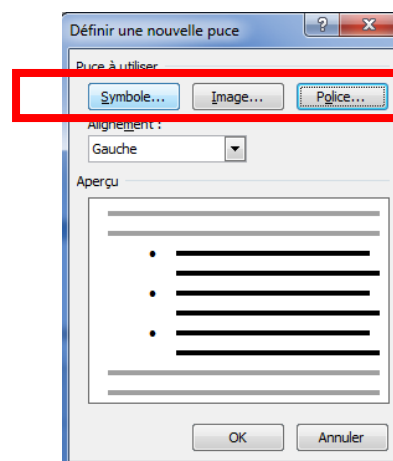 Définir une nouvelle puce
Puce à utiliser
Symbole... Image... Police...
Alignement :
Gauche
Aperçu
OK Annuler